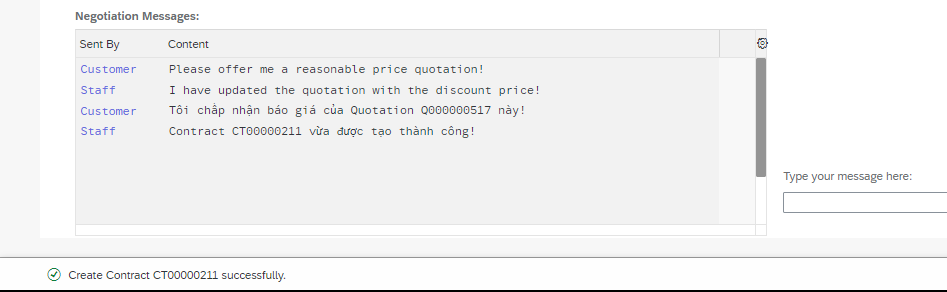 Negotiation Messages:
Sent By Content
Customer Please offer me a reasonable price quotation!
Staff I have updated the quotation with the discount price!
Customer Tôi chấp nhận báo giá của Quotation Q000000517 này!
Staff Contract CT00000211 vừa được tạo thành công!
Type your message here:
Create Contract CT00000211 successfully.